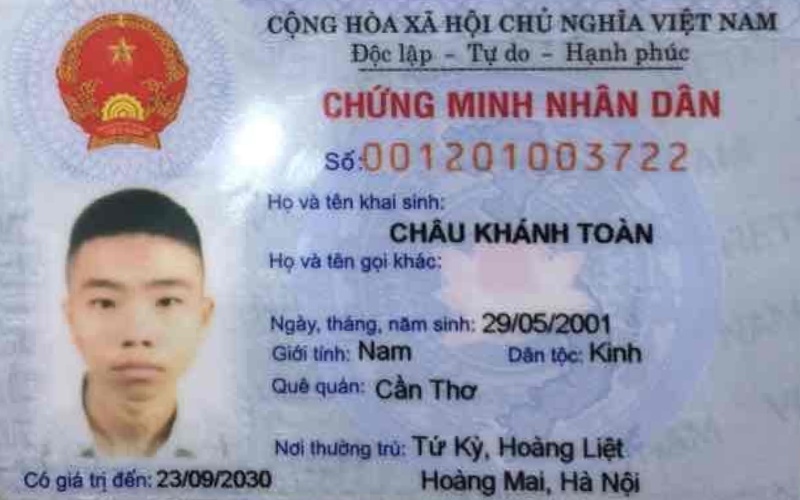 CỘNG HÒA XÃ HỘI CHỦ NGHĨA VIỆT NAM
Độc lập - Tự do - Hạnh phúc
CHỨNG MINH NHÂN DÂN
Số:001201003722
Họ và tên khai sinh:
CHÂU KHÁNH TOÀN
Họ và tên gọi khác:
Ngày, tháng, năm sinh: 29/05/2001
Giới tính: Nam Dân tộc: Kinh
Quê quán: Cần Thơ
Nơi thường trú: Tứ Kỳ, Hoàng Liệt
Hoàng Mai, Hà Nội
Có giá trị đến: 23/09/2030